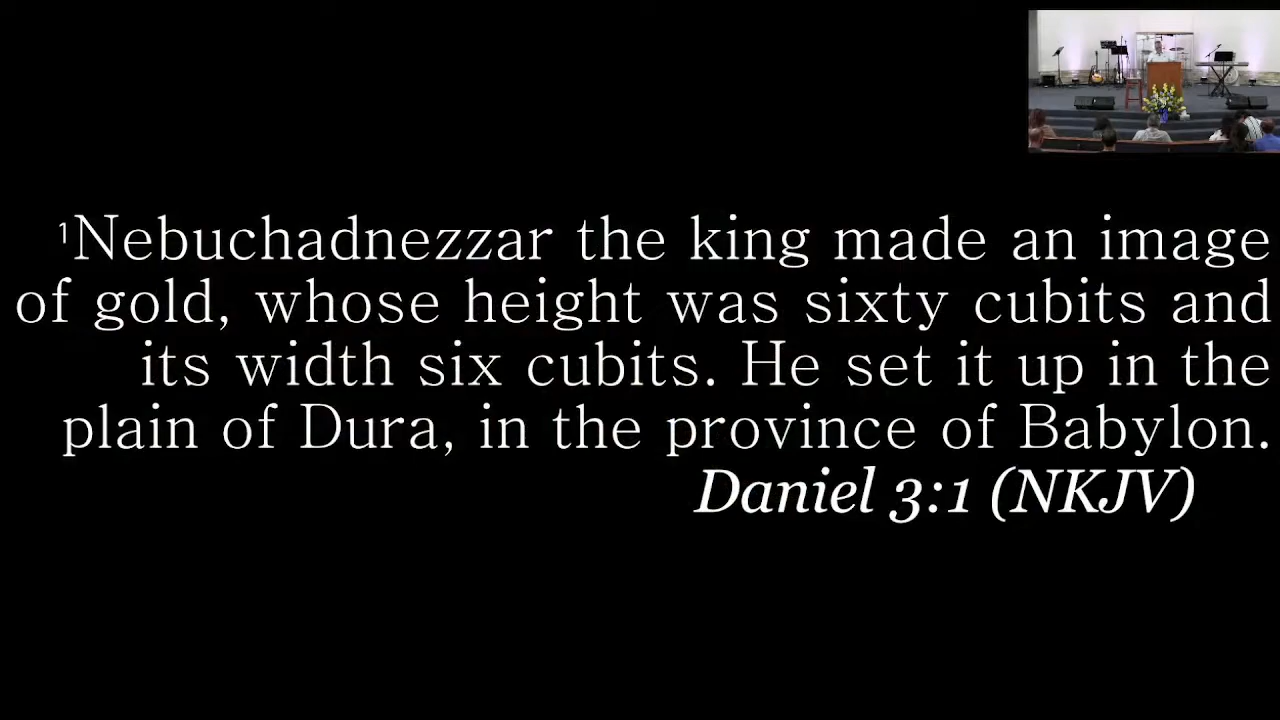 ¹Nebuchadnezzar the king made an image
of gold, whose height was sixty cubits and
its width six cubits. He set it up in the
plain of Dura, in the province of Babylon.
Daniel 3:1 (NKJV)